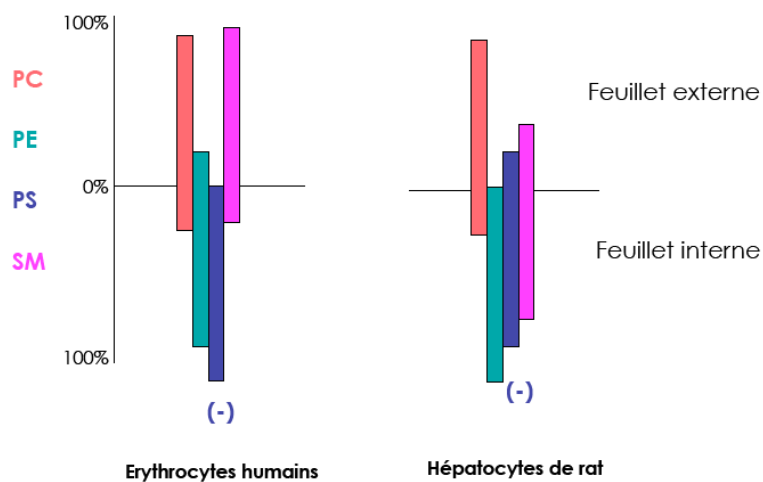 100%
PC
Feuillet externe
PE
0%
PS
Feuillet interne
SM
100%
(-)
(-)
Erythrocytes humains
Hépatocytes de rat